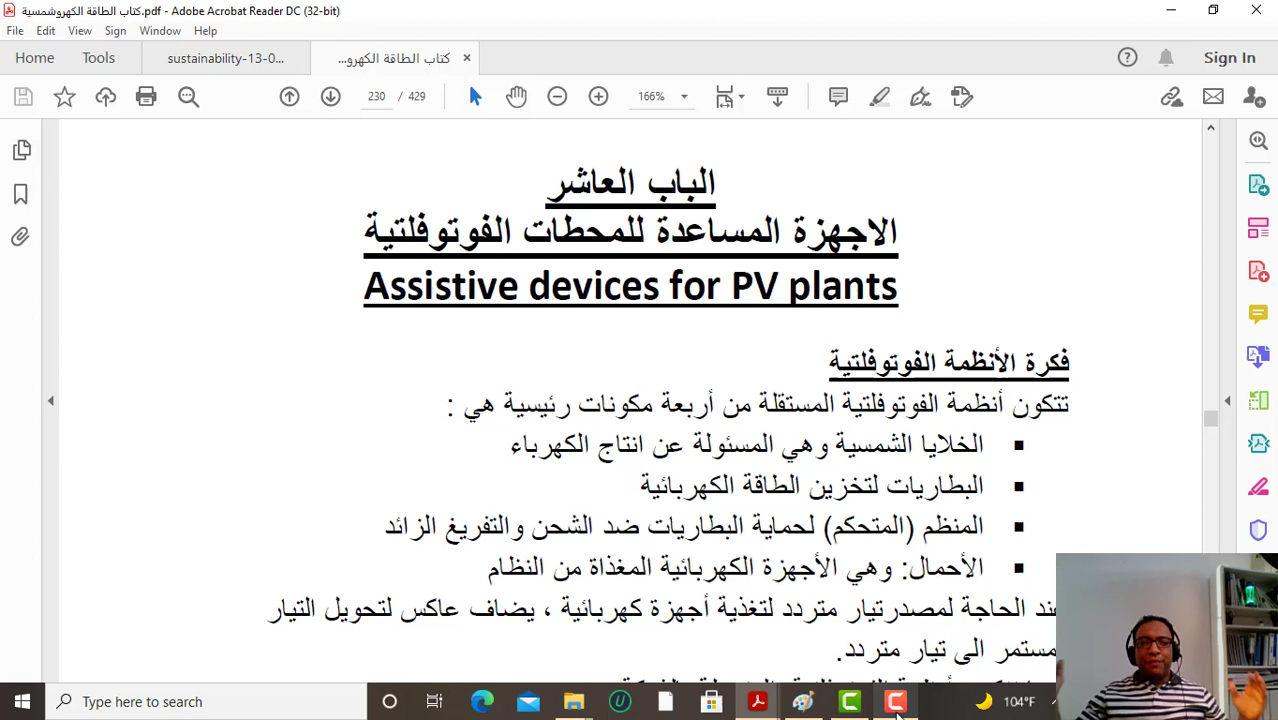 كتاب الطاقة الكهروشمسية.pdf - Adobe Acrobat Reader DC (32-bit)
File Edit View Sign Window Help
Home Tools sustainability-13-0... كتاب الطاقة الكهرو... × Sign In
230 / 429 166%
الباب العاشر
الاجهزة المساعدة للمحطات الفوتوفلتية
Assistive devices for PV plants
فكرة الأنظمة الفوتوفلتية
تتكون أنظمة الفوتوفلتية المستقلة من أربعة مكونات رئيسية هي :
▪ الخلايا الشمسية وهي المسئولة عن انتاج الكهرباء
▪ البطاريات لتخزين الطاقة الكهربائية
▪ المنظم (المتحكم) لحماية البطاريات ضد الشحن والتفريغ الزائد
▪ الأحمال: وهي الأجهزة الكهربائية المغذاة من النظام
الحاجة لمصدرتيار متردد لتغذية أجهزة كهربائية ، يضاف عاكس لتحويل التيار
الى تيار متردد.
Type here to search 104°F